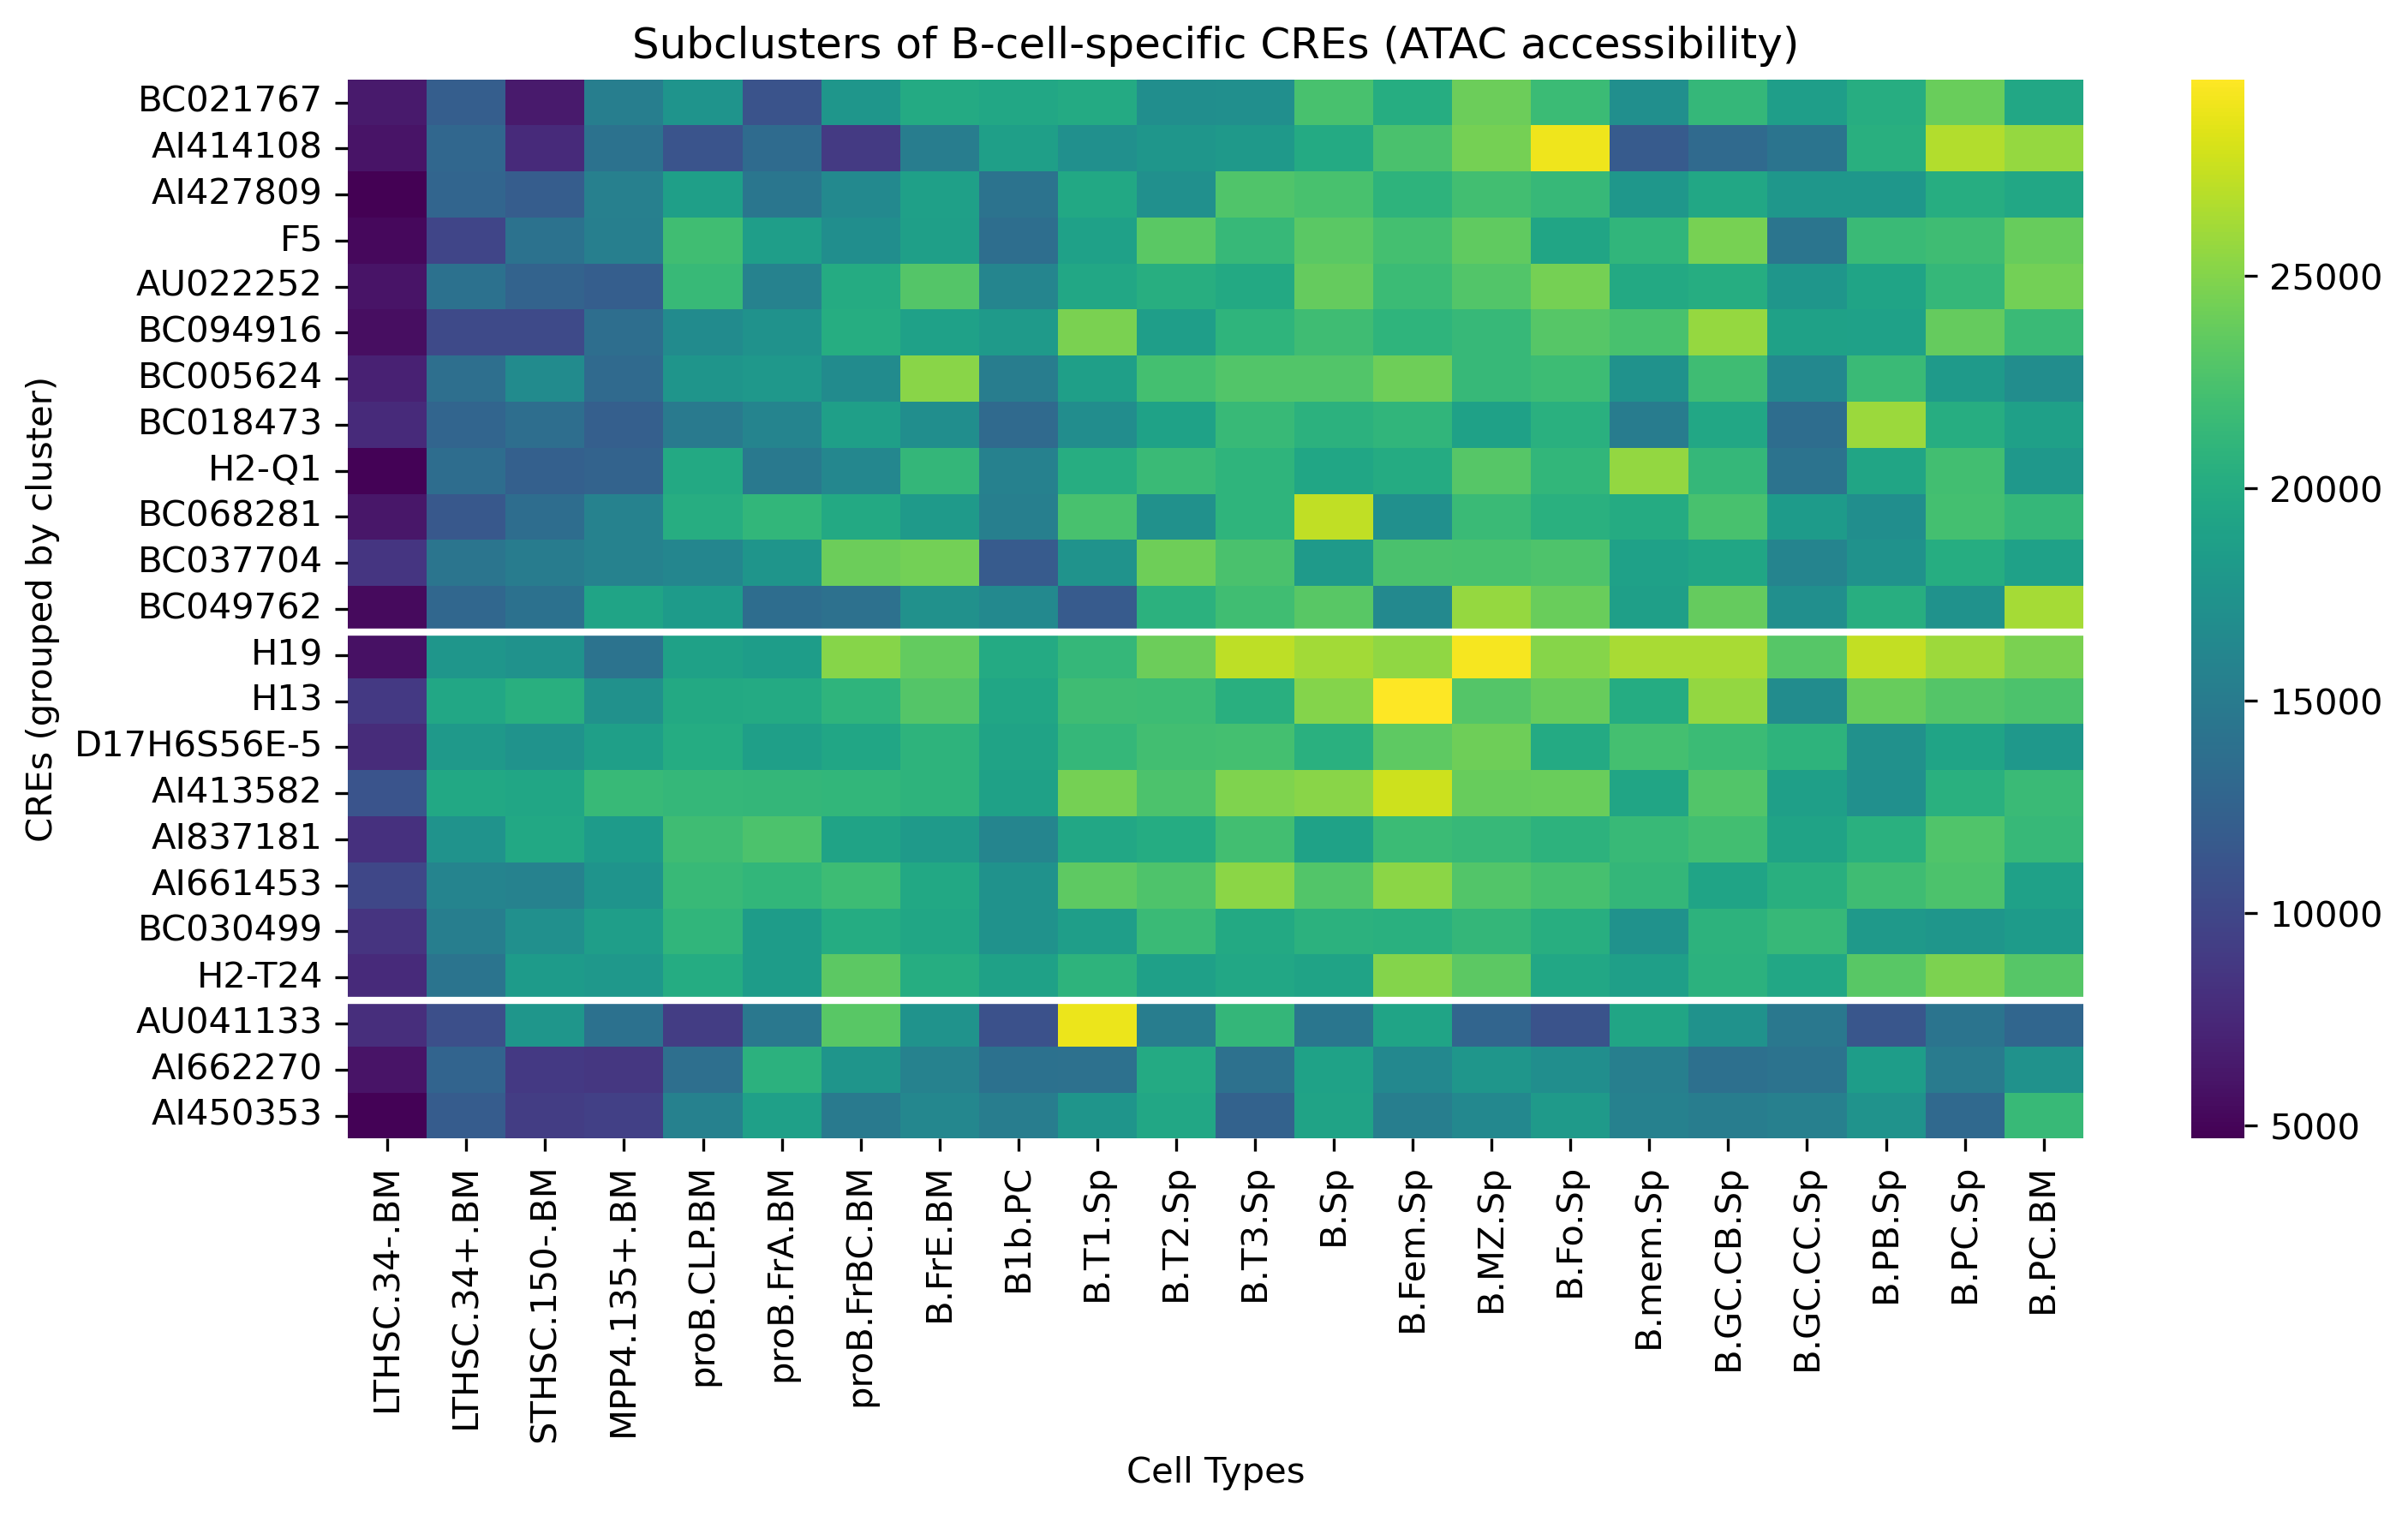 Subclusters of B-cell-specific CREs (ATAC accessibility)
CREs (grouped by cluster)
BC021767
AI414108
AI427809
F5
AU022252
BC094916
BC005624
BC018473
H2-Q1
BC068281
BC037704
BC049762
H19
H13
D17H6S56E-5
AI413582
AI837181
AI661453
BC030499
H2-T24
AU041133
AI662270
AI450353
25000
20000
15000
10000
5000
LTHSC.34-.BM
LTHSC.34+.BM
STHSC.150-.BM
MPP4.135+.BM
proB.CLP.BM
proB.FrA.BM
proB.FrBC.BM
B.FrE.BM
B1b.PC
B.T1.Sp
B.T2.Sp
B.T3.Sp
B.Sp
B.Fem.Sp
B.MZ.Sp
B.Fo.Sp
B.mem.Sp
B.GC.CB.Sp
B.GC.CC.Sp
B.PB.Sp
B.PC.Sp
B.PC.BM
Cell Types